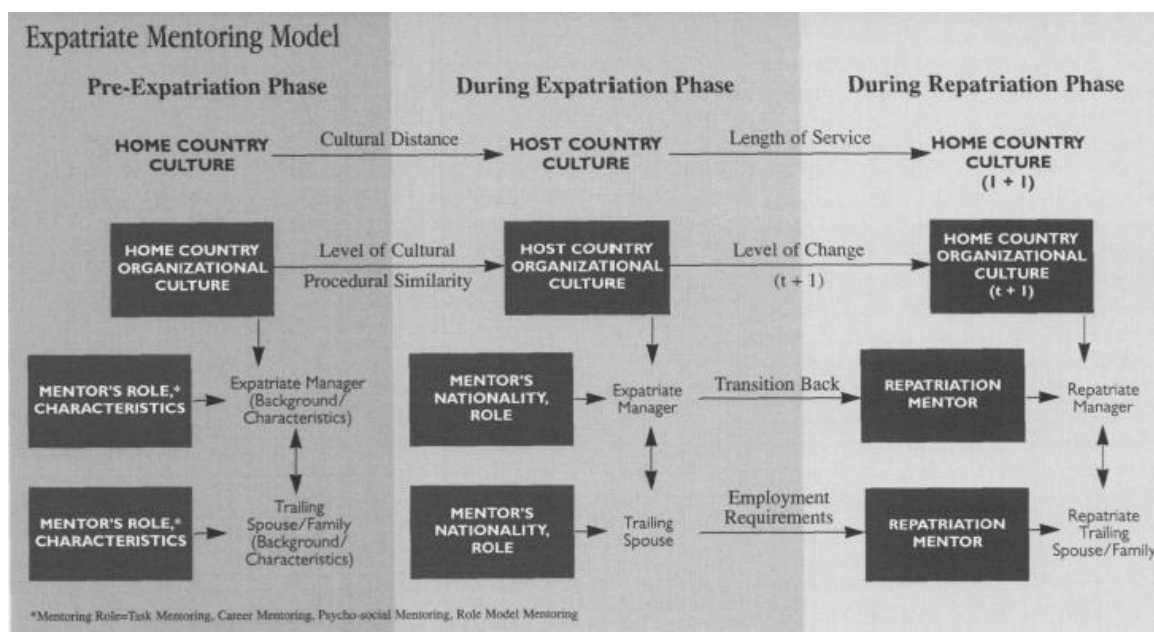 Expatriate Mentoring Model
Pre-Expatriation Phase
During Expatriation Phase
During Repatriation Phase
HOME COUNTRY
CULTURE
Cultural Distance
HOST COUNTRY
CULTURE
Length of Service
HOME COUNTRY
CULTURE
(1 + 1)
HOME COUNTRY
ORGANIZATIONAL
CULTURE
Level of Cultural
Procedural Similarity
HOST COUNTRY
ORGANIZATIONAL
CULTURE
Level of Change
(t + 1)
HOME COUNTRY
ORGANIZATIONAL
CULTURE
(t + 1)
MENTOR'S ROLE,*
CHARACTERISTICS
Expatriate Manager
(Background/
Characteristics)
MENTOR'S
NATIONALITY,
ROLE
Expatriate
Manager
Transition Back
REPATRIATION
MENTOR
Repatriate
Manager
MENTOR'S ROLE,*
CHARACTERISTICS
Trailing
Spouse/Family
(Background/
Characteristics)
MENTOR'S
NATIONALITY,
ROLE
Trailing
Spouse
Employment
Requirements
REPATRIATION
MENTOR
Repatriate
Trailing
Spouse/Family
*Mentoring Role=Task Mentoring, Career Mentoring, Psycho-social Mentoring, Role Model Mentoring